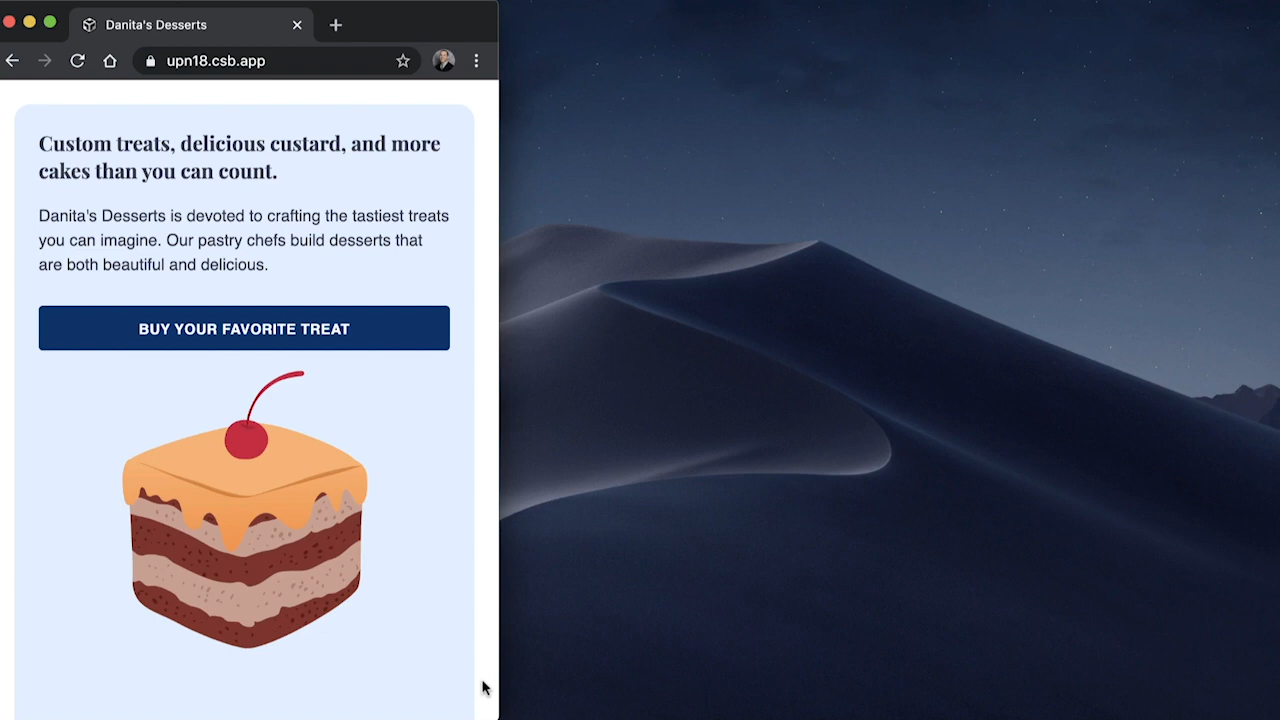 Danita's Desserts
upn18.csb.app
Custom treats, delicious custard, and more
cakes than you can count.
Danita's Desserts is devoted to crafting the tastiest treats
you can imagine. Our pastry chefs build desserts that
are both beautiful and delicious.
BUY YOUR FAVORITE TREAT